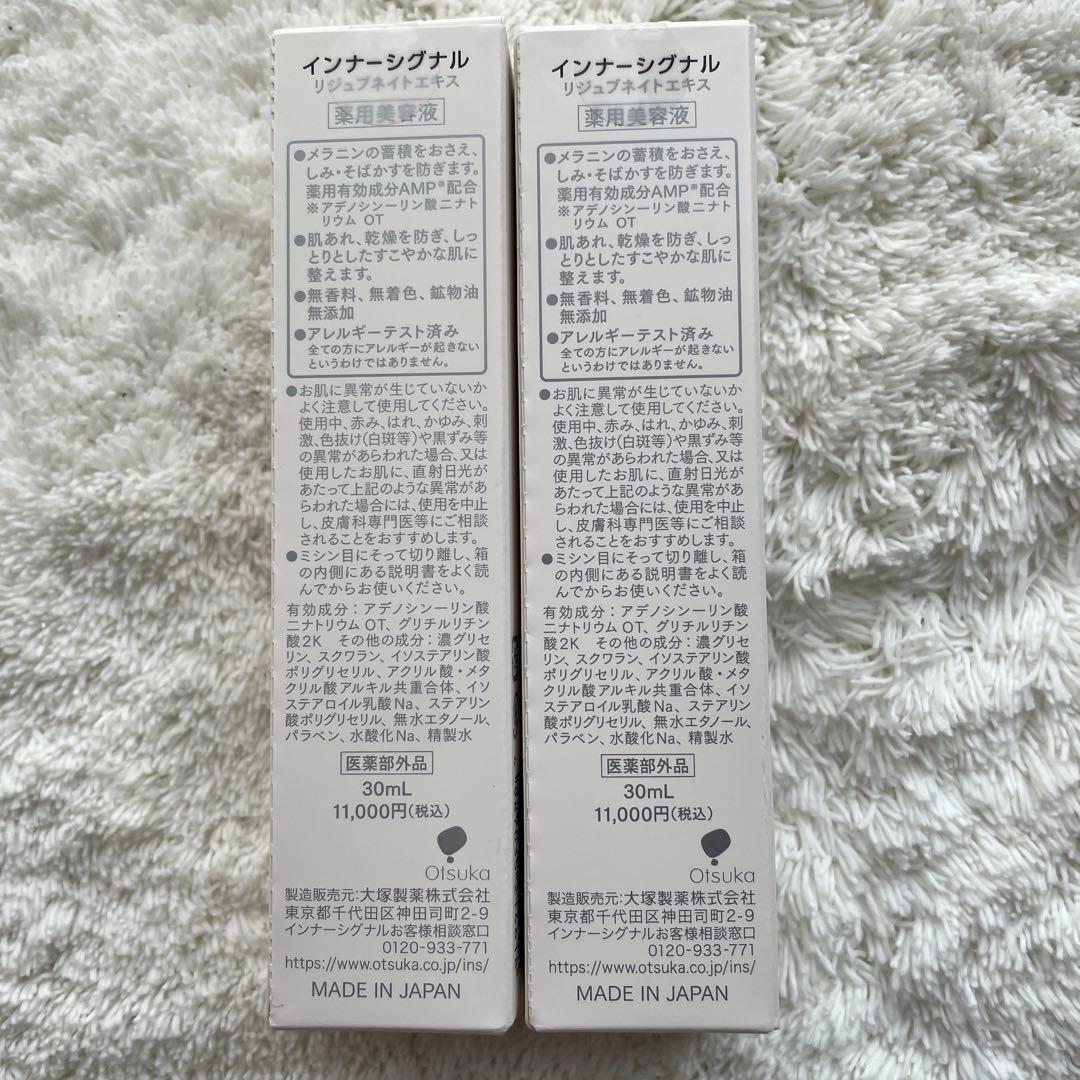 インナーシグナル
リジュブネイトエキス
薬用美容液
●メラニンの蓄積をおさえ、
しみ・そばかすを防ぎます。
薬用有効成分AMP※配合
※アデノシン一リン酸二ナト
リウム OT
●肌あれ、乾燥を防ぎ、しっ
とりとしたすこやかな肌に
整えます。
●無香料、無着色、鉱物油
無添加
●アレルギーテスト済み
全ての方にアレルギーが起きない
というわけではありません。
●お肌に異常が生じていないか
よく注意して使用してください。
使用中、赤み、はれ、かゆみ、刺
激、色抜け(白斑等)や黒ずみ等
の異常があらわれた場合、又は
使用したお肌に、直射日光が
あたって上記のような異常があ
らわれた場合には、使用を中止
し、皮膚科専門医等にご相談
されることをおすすめします。
●ミシン目にそって切り離し、箱
の内側にある説明書をよく読
んでからお使いください。
有効成分：アデノシン一リン酸
二ナトリウム OT、グリチルリチン
酸2K その他の成分：濃グリセ
リン、スクワラン、イソステアリン酸
ポリグリセリル、アクリル酸・メタ
クリル酸アルキル共重合体、イソ
ステアロイル乳酸Na、ステアリン
酸ポリグリセリル、無水エタノール、
パラベン、水酸化Na、精製水
医薬部外品
30mL
11,000円(税込)
Otsuka
製造販売元：大塚製薬株式会社
東京都千代田区神田司町2-9
インナーシグナルお客様相談窓口
0120-933-771
https://www.otsuka.co.jp/ins/
MADE IN JAPAN
インナーシグナル
リジュブネイトエキス
薬用美容液
●メラニンの蓄積をおさえ、
しみ・そばかすを防ぎます。
薬用有効成分AMP※配合
※アデノシン一リン酸二ナト
リウム OT
●肌あれ、乾燥を防ぎ、しっ
とりとしたすこやかな肌に
整えます。
●無香料、無着色、鉱物油
無添加
●アレルギーテスト済み
全ての方にアレルギーが起きない
というわけではありません。
●お肌に異常が生じていないか
よく注意して使用してください。
使用中、赤み、はれ、かゆみ、刺
激、色抜け(白斑等)や黒ずみ等
の異常があらわれた場合、又は
使用したお肌に、直射日光が
あたって上記のような異常があ
らわれた場合には、使用を中止
し、皮膚科専門医等にご相談
されることをおすすめします。
●ミシン目にそって切り離し、箱
の内側にある説明書をよく読
んでからお使いください。
有効成分：アデノシン一リン酸
二ナトリウム OT、グリチルリチン
酸2K その他の成分：濃グリセ
リン、スクワラン、イソステアリン酸
ポリグリセリル、アクリル酸・メタ
クリル酸アルキル共重合体、イソ
ステアロイル乳酸Na、ステアリン
酸ポリグリセリル、無水エタノール、
パラベン、水酸化Na、精製水
医薬部外品
30mL
11,000円(税込)
Otsuka
製造販売元：大塚製薬株式会社
東京都千代田区神田司町2-9
インナーシグナルお客様相談窓口
0120-933-771
https://www.otsuka.co.jp/ins/
MADE IN JAPAN